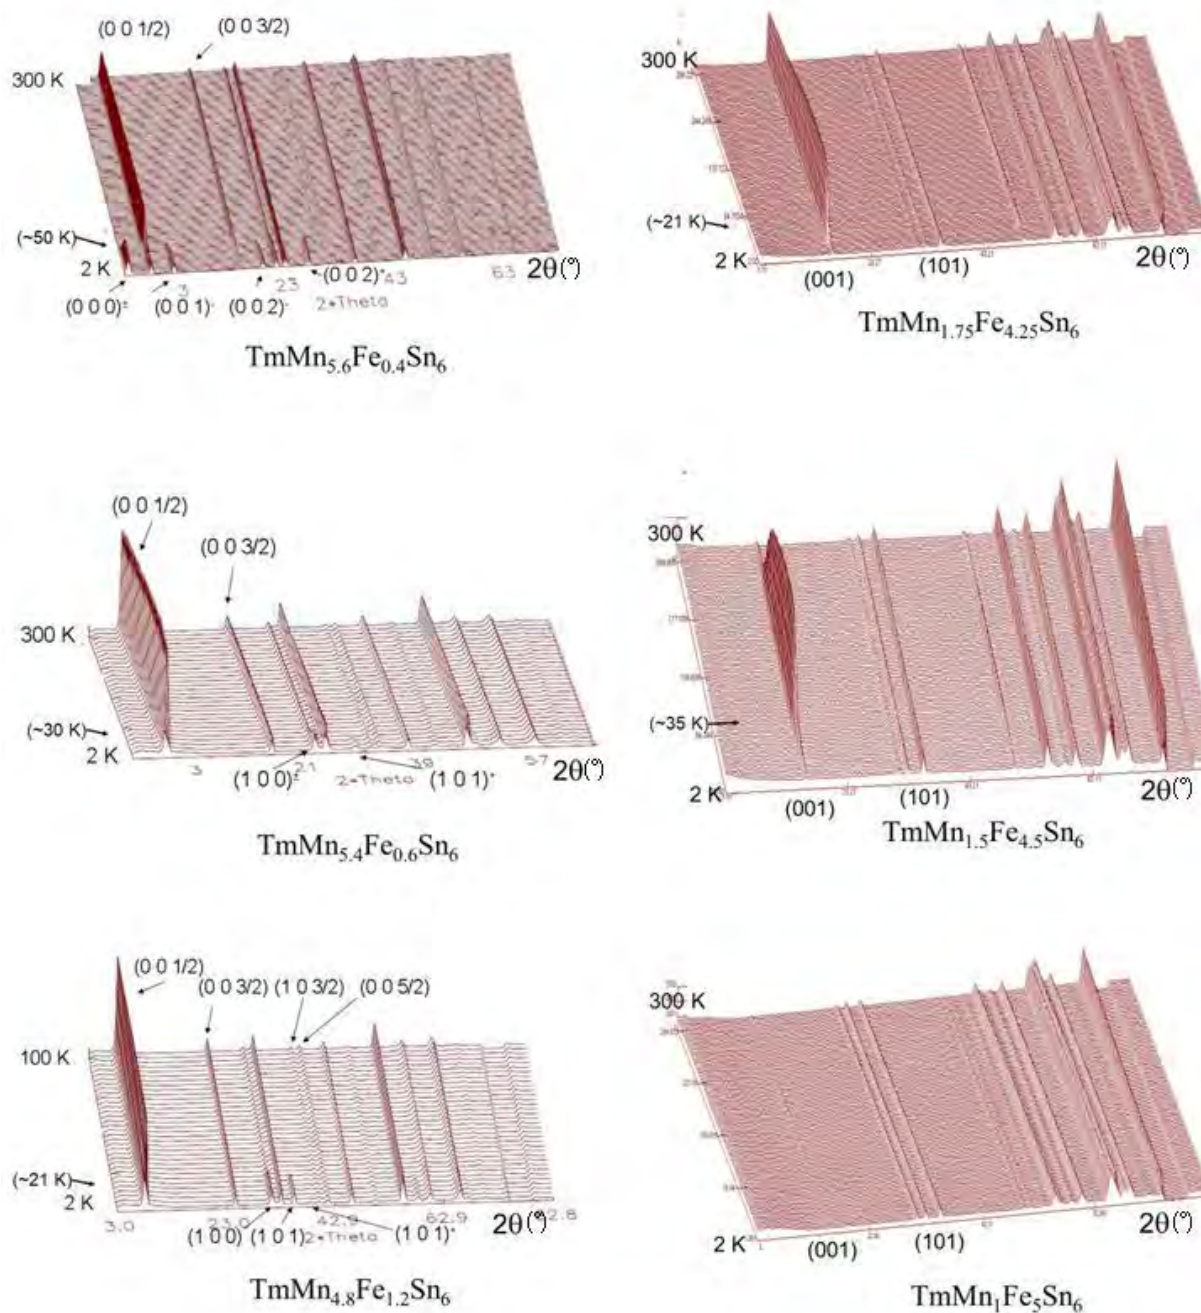 (0 0 1/2) (0 0 3/2)
300 K
(~50 K)
2 K
3 23 43 63 2θ(°)
(0 0 2)⁺
(0 0 0)± (0 0 1)⁻ (0 0 2)⁻ 2*Theta
TmMn5.6Fe0.4Sn6
300 K
(~21 K)
2 K
(001) (101) 2θ(°)
TmMn1.75Fe4.25Sn6
(0 0 1/2)
(0 0 3/2)
300 K
(~30 K)
2 K
3 21 39 57 2θ(°)
(1 0 0)± 2*Theta (1 0 1)⁺
TmMn5.4Fe0.6Sn6
300 K
(~35 K)
2 K
(001) (101) 2θ(°)
TmMn1.5Fe4.5Sn6
(0 0 1/2)
(0 0 3/2) (1 0 3/2) (0 0 5/2)
100 K
(~21 K)
2 K
3.0 23.0 42.9 62.9 2θ(°)
(1 0 0) (1 0 1) 2*Theta (1 0 1)⁺
TmMn4.8Fe1.2Sn6
300 K
2 K
(001) (101) 2θ(°)
TmMn1Fe5Sn6